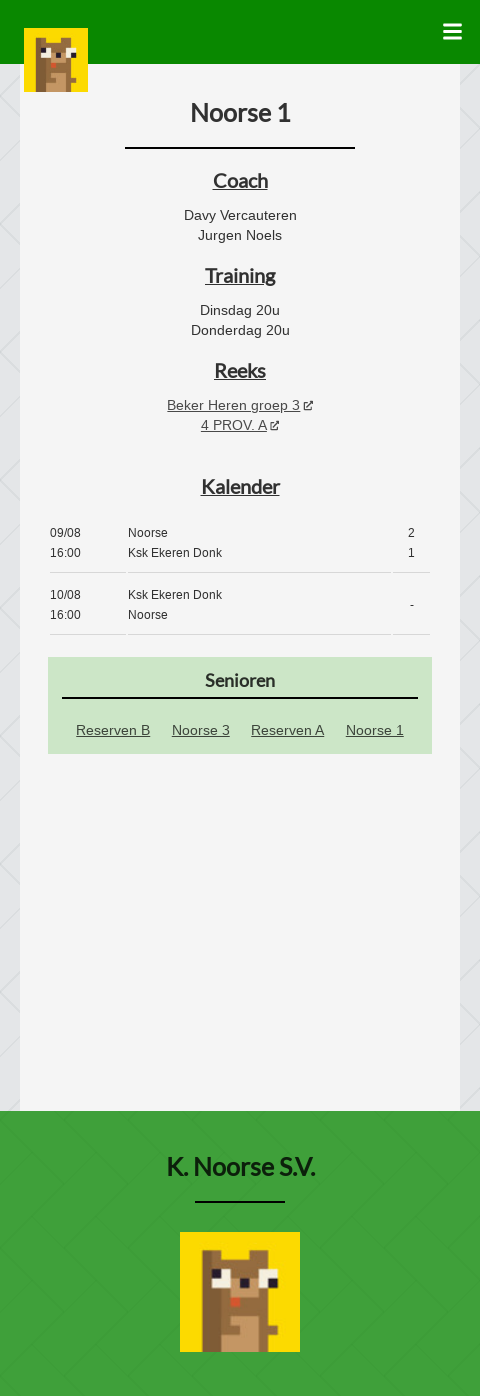 Noorse 1
Coach
Davy Vercauteren
Jurgen Noels
Training
Dinsdag 20u
Donderdag 20u
Reeks
Beker Heren groep 3
4 PROV. A
Kalender
09/08 Noorse 2
16:00 Ksk Ekeren Donk 1
10/08 Ksk Ekeren Donk
-
16:00 Noorse
Senioren
Reserven B Noorse 3 Reserven A Noorse 1
K. Noorse S.V.